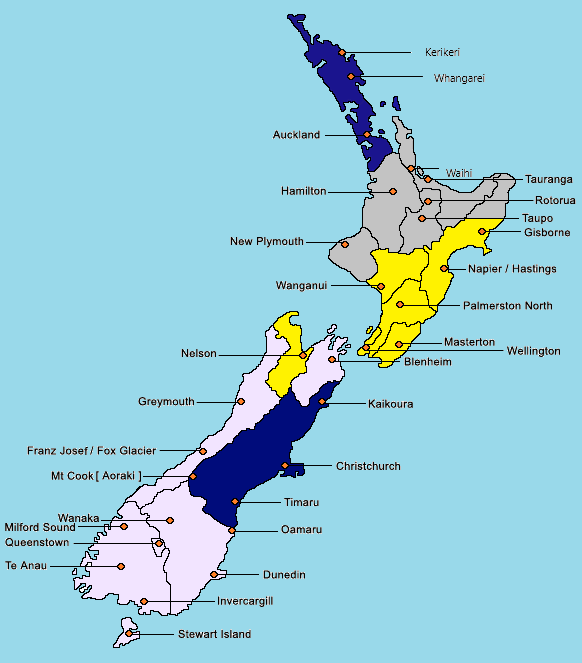 Kerikeri
Whangarei
Auckland
Waihi
Tauranga
Hamilton
Rotorua
Taupo
Gisborne
New Plymouth
Napier / Hastings
Wanganui
Palmerston North
Masterton
Wellington
Nelson
Blenheim
Greymouth
Kaikoura
Franz Josef / Fox Glacier
Christchurch
Mt Cook [ Aoraki ]
Timaru
Wanaka
Milford Sound
Oamaru
Queenstown
Te Anau
Dunedin
Invercargill
Stewart Island